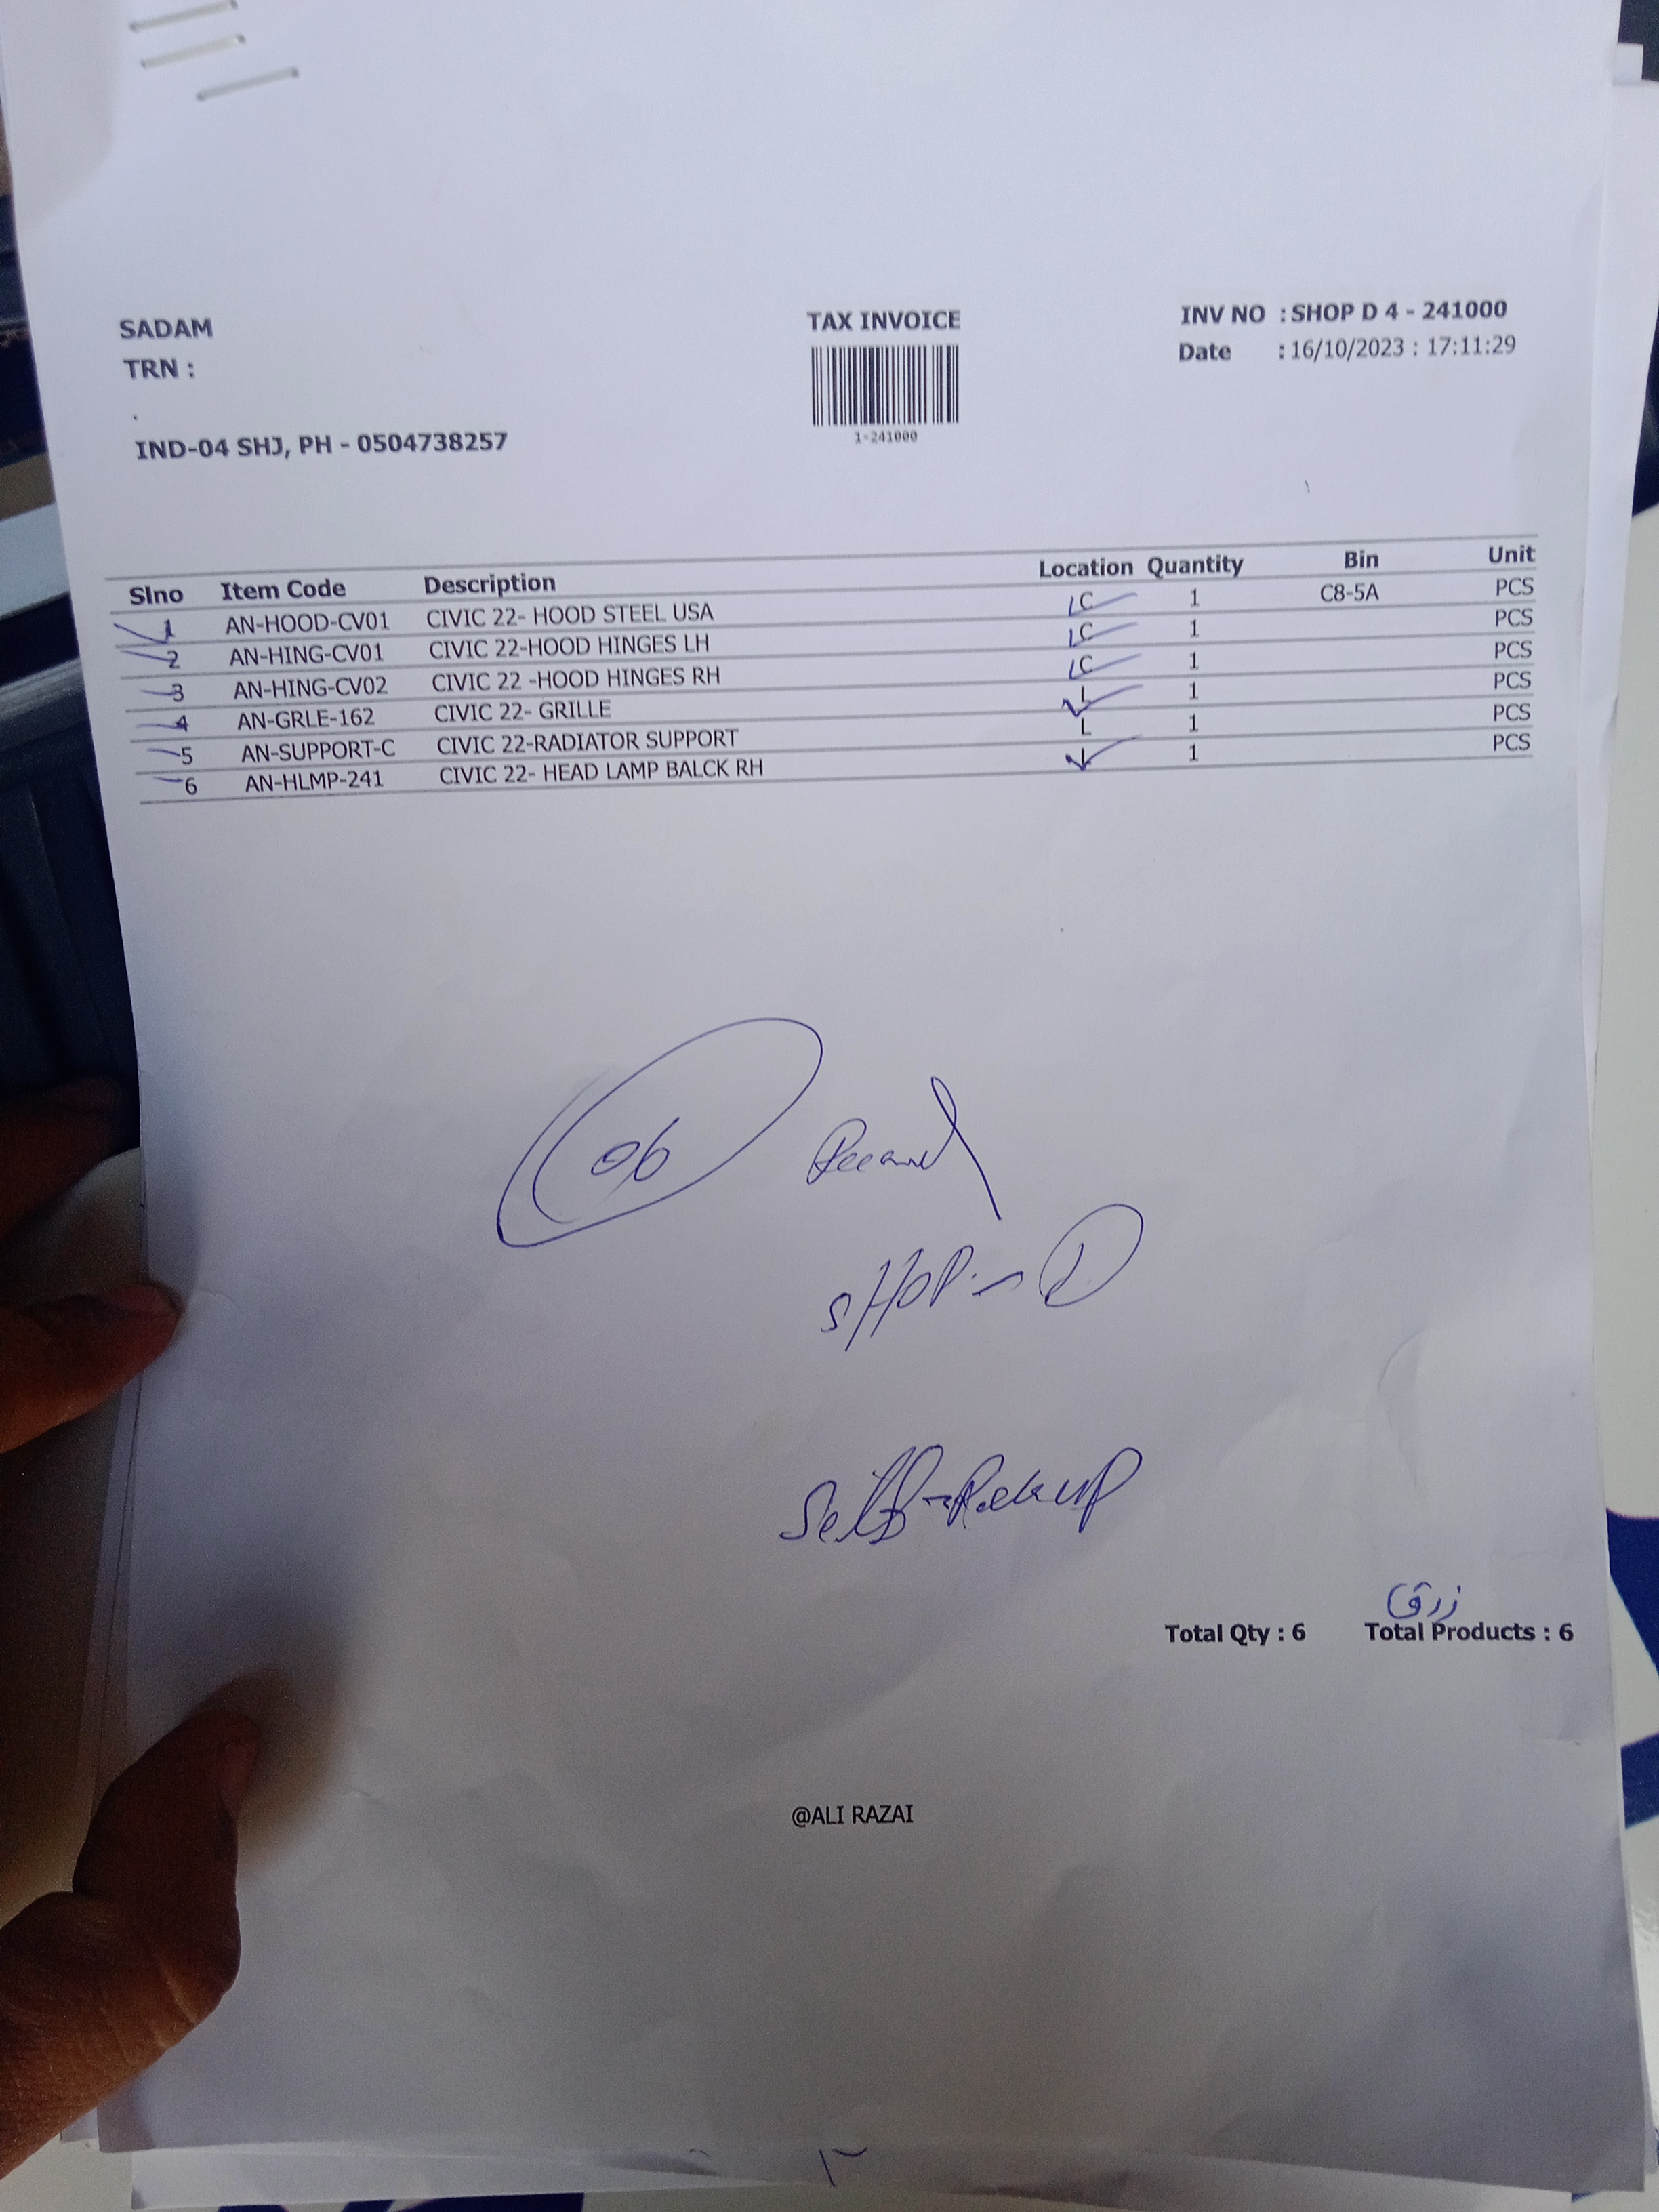 SADAM
TRN :
.
IND-04 SHJ, PH - 0504738257
TAX INVOICE
1-241000
INV NO : SHOP D 4 - 241000
Date : 16/10/2023 : 17:11:29
Slno Item Code Description Location Quantity Bin Unit
1 AN-HOOD-CV01 CIVIC 22- HOOD STEEL USA C 1 C8-5A PCS
2 AN-HING-CV01 CIVIC 22-HOOD HINGES LH C 1 PCS
3 AN-HING-CV02 CIVIC 22 -HOOD HINGES RH C 1 PCS
4 AN-GRLE-162 CIVIC 22- GRILLE L 1 PCS
5 AN-SUPPORT-C CIVIC 22-RADIATOR SUPPORT L 1 PCS
6 AN-HLMP-241 CIVIC 22- HEAD LAMP BALCK RH 1 PCS
06
SHOP - D
Self-Pickup
Total Qty : 6 Total Products : 6
@ALI RAZAI